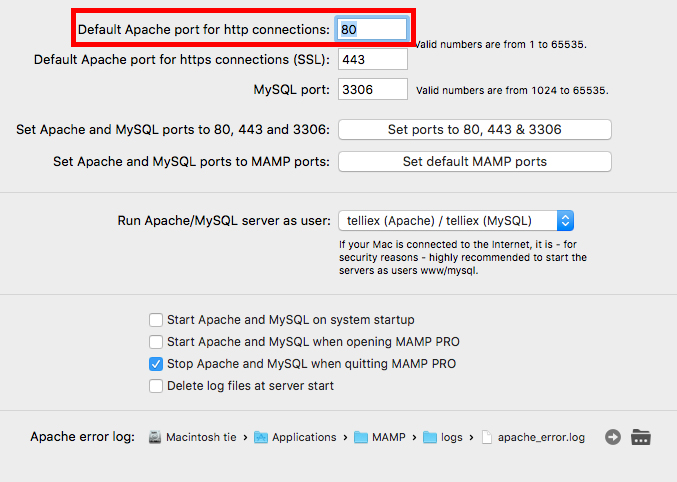 Default Apache port for http connections: 80
Valid numbers are from 1 to 65535.
Default Apache port for https connections (SSL): 443
MySQL port: 3306 Valid numbers are from 1024 to 65535.
Set Apache and MySQL ports to 80, 443 and 3306: Set ports to 80, 443 & 3306
Set Apache and MySQL ports to MAMP ports: Set default MAMP ports
Run Apache/MySQL server as user: telliex (Apache) / telliex (MySQL)
If your Mac is connected to the Internet, it is - for
security reasons - highly recommended to start the
servers as users www/mysql.
Start Apache and MySQL on system startup
Start Apache and MySQL when opening MAMP PRO
Stop Apache and MySQL when quitting MAMP PRO
Delete log files at server start
Apache error log: Macintosh tie › Applications › MAMP › logs › apache_error.log